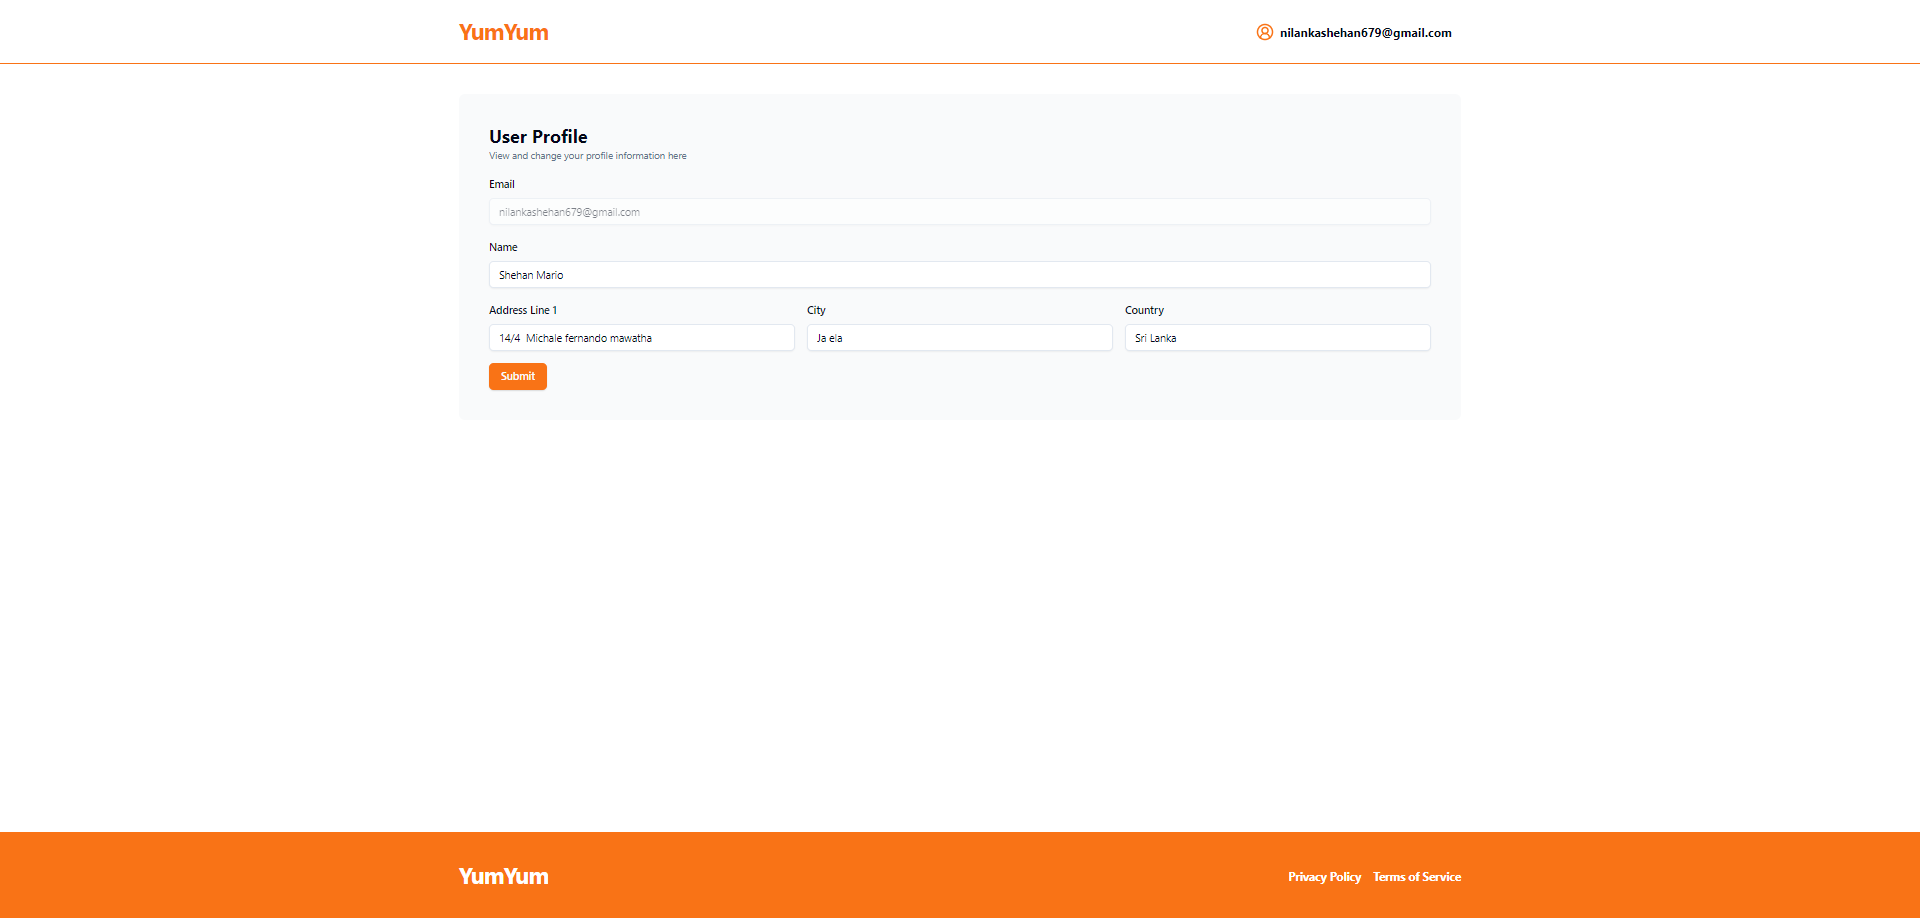 YumYum
nilankashehan679@gmail.com
User Profile
View and change your profile information here
Email
nilankashehan679@gmail.com
Name
Shehan Mario
Address Line 1 City Country
14/4  Michale fernando mawatha Ja ela Sri Lanka
Submit
YumYum
Privacy Policy Terms of Service